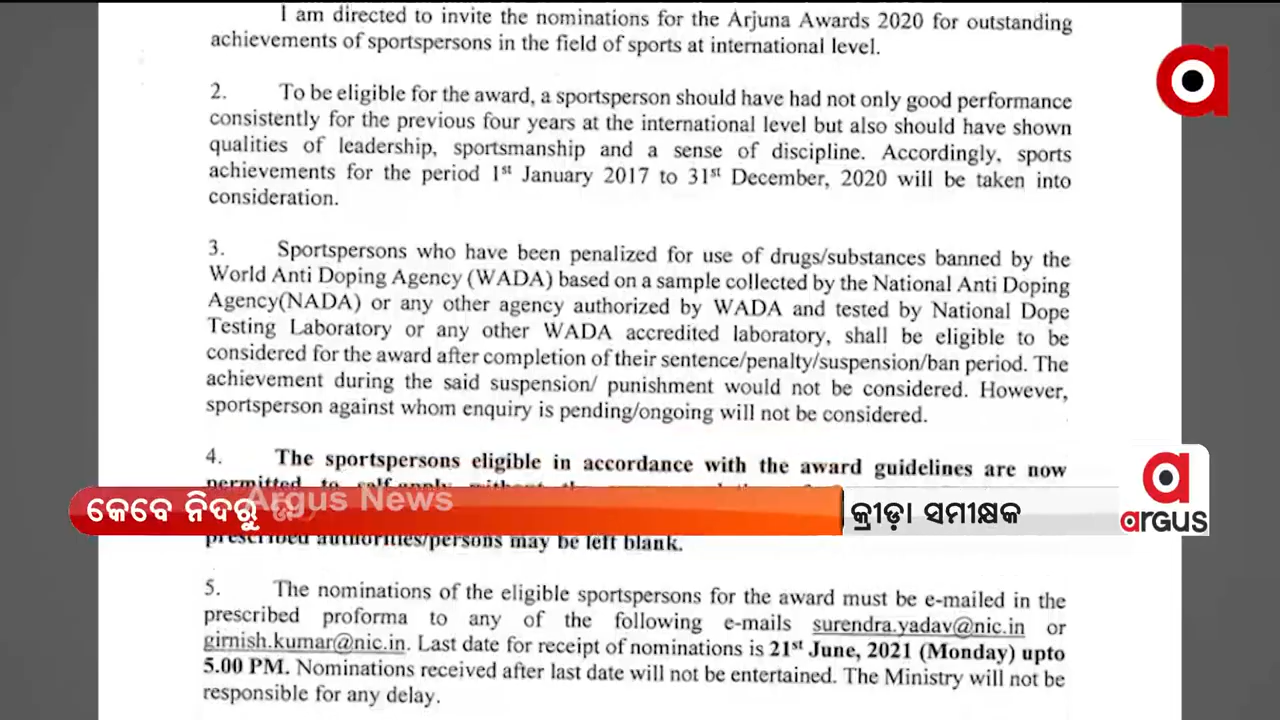 I am directed to invite the nominations for the Arjuna Awards 2020 for outstanding
achievements of sportspersons in the field of sports at international level.
2. To be eligible for the award, a sportsperson should have had not only good performance
consistently for the previous four years at the international level but also should have shown
qualities of leadership, sportsmanship and a sense of discipline. Accordingly, sports
achievements for the period 1st January 2017 to 31st December, 2020 will be taken into
consideration.
3. Sportspersons who have been penalized for use of drugs/substances banned by the
World Anti Doping Agency (WADA) based on a sample collected by the National Anti Doping
Agency(NADA) or any other agency authorized by WADA and tested by National Dope
Testing Laboratory or any other WADA accredited laboratory, shall be eligible to be
considered for the award after completion of their sentence/penalty/suspension/ban period. The
achievement during the said suspension/ punishment would not be considered. However,
sportsperson against whom enquiry is pending/ongoing will not be considered.
4. The sportspersons eligible in accordance with the award guidelines are now
permitted to self-apply without the
Argus News
କେବେ ନିଦରୁ
କ୍ରୀଡ଼ା ସମୀକ୍ଷକ
argus
prescribed authorities/persons may be left blank.
5. The nominations of the eligible sportspersons for the award must be e-mailed in the
prescribed proforma to any of the following e-mails surendra.yadav@nic.in or
girnish.kumar@nic.in. Last date for receipt of nominations is 21st June, 2021 (Monday) upto
5.00 PM. Nominations received after last date will not be entertained. The Ministry will not be
responsible for any delay.